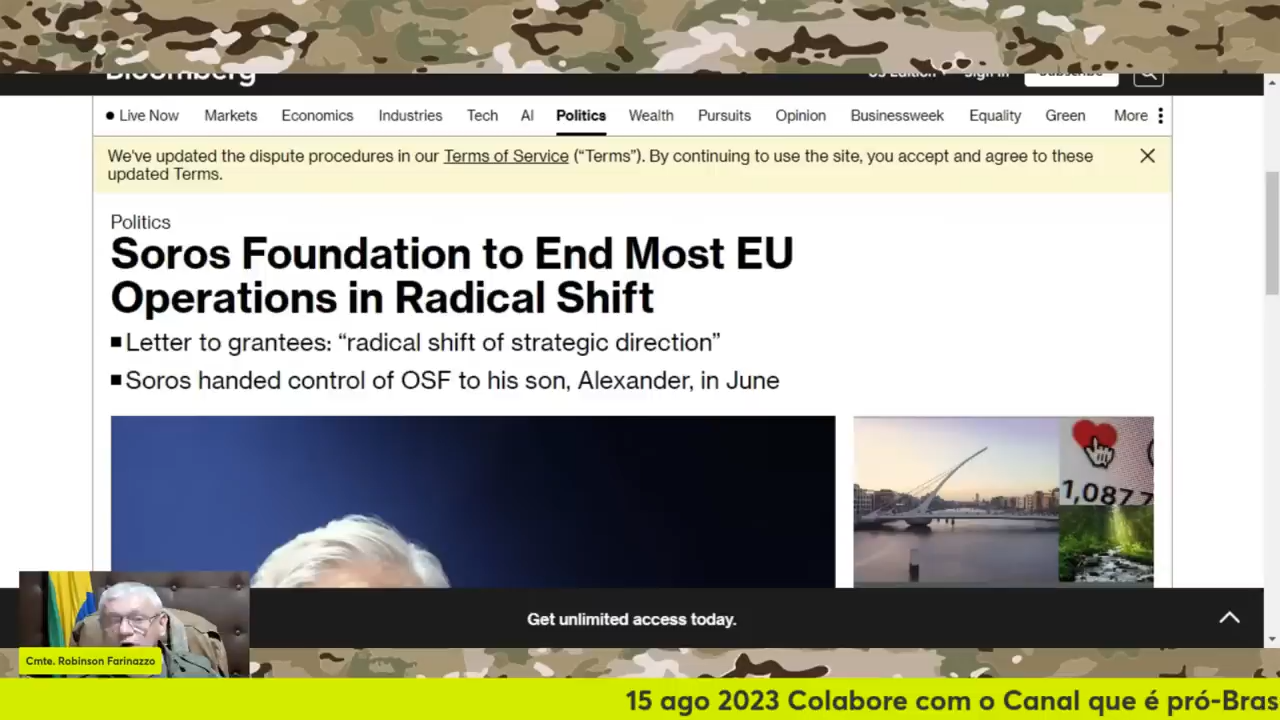 Bloomberg
US Edition Sign In Subscribe
Live Now Markets Economics Industries Tech AI Politics Wealth Pursuits Opinion Businessweek Equality Green More
We've updated the dispute procedures in our Terms of Service (“Terms”). By continuing to use the site, you accept and agree to these
updated Terms.
Politics
Soros Foundation to End Most EU
Operations in Radical Shift
Letter to grantees: “radical shift of strategic direction”
Soros handed control of OSF to his son, Alexander, in June
1,087
Get unlimited access today.
Cmte. Robinson Farinazzo
15 ago 2023 Colabore com o Canal que é pró-Bras